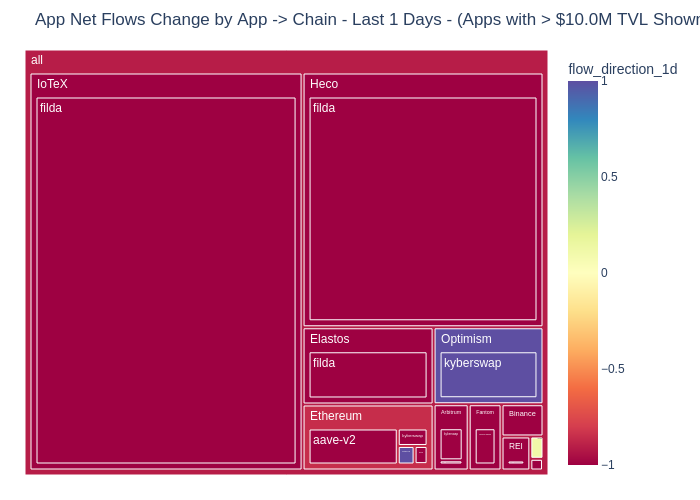 App Net Flows Change by App -> Chain - Last 1 Days - (Apps with > $10.0M TVL Shown
all
IoTeX
filda
Heco
filda
Elastos
filda
Optimism
kyberswap
Ethereum
aave-v2
kyberswap
Arbitrum
kyberswap
Fantom
Binance
REI
flow_direction_1d
1
0.5
0
−0.5
−1